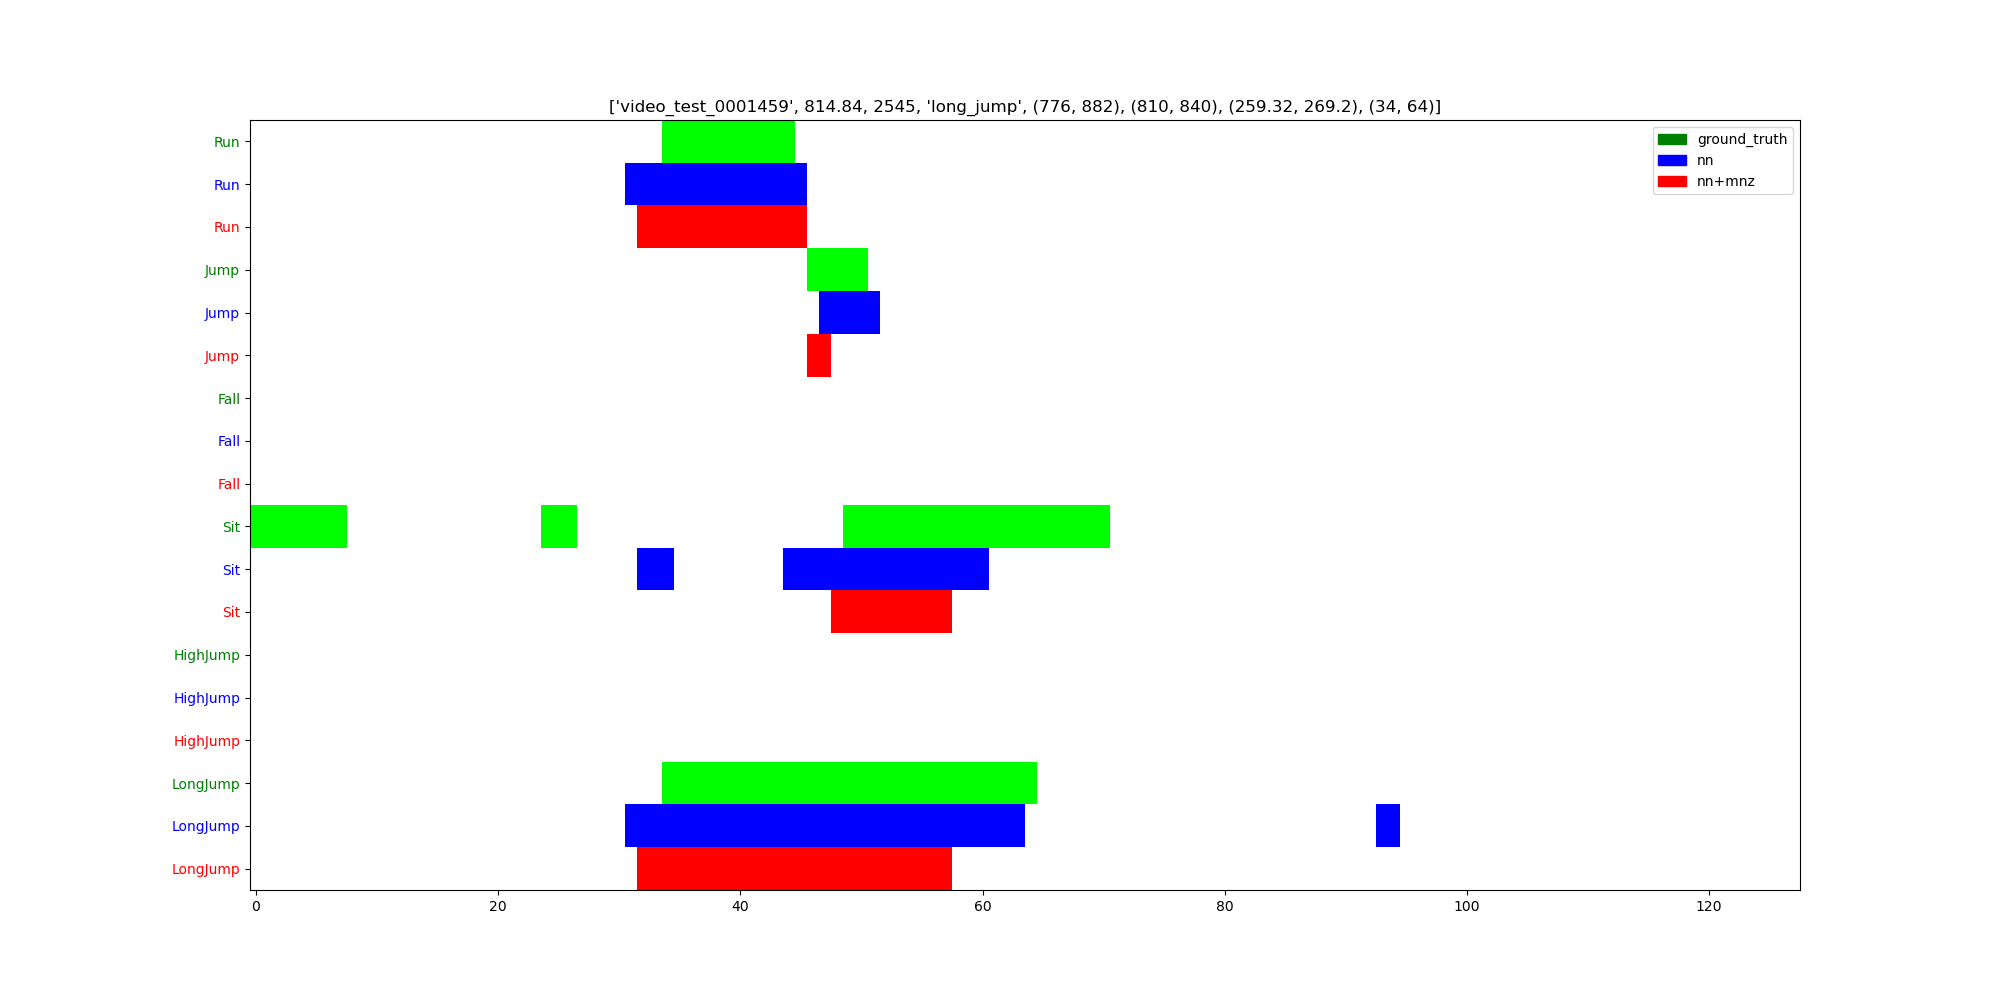 ['video_test_0001459', 814.84, 2545, 'long_jump', (776, 882), (810, 840), (259.32, 269.2), (34, 64)]
ground_truth
nn
nn+mnz
Run
Run
Run
Jump
Jump
Jump
Fall
Fall
Fall
Sit
Sit
Sit
HighJump
HighJump
HighJump
LongJump
LongJump
LongJump
0 20 40 60 80 100 120